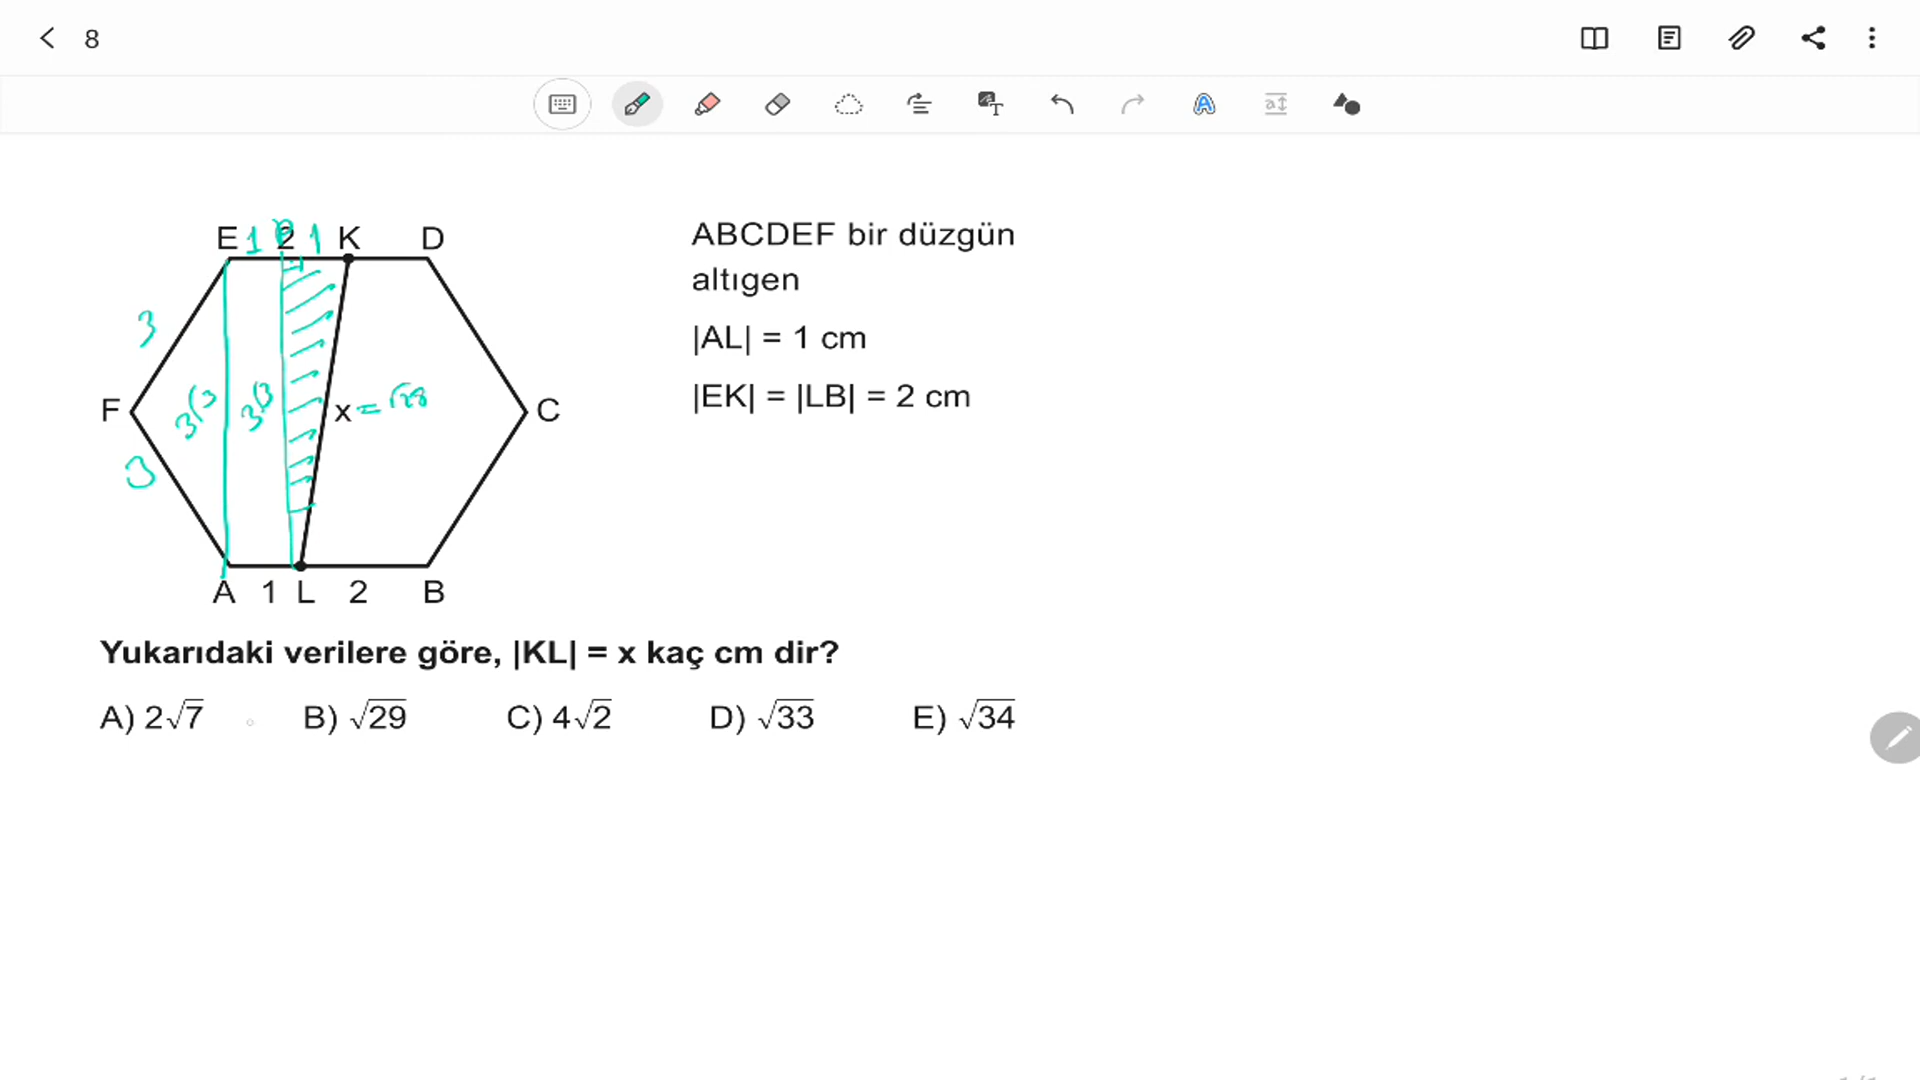 8
E 1 2 1 K D
3
F 3√3 3√3 x = √28 C
3
A 1 L 2 B
ABCDEF bir düzgün
altıgen
|AL| = 1 cm
|EK| = |LB| = 2 cm
Yukarıdaki verilere göre, |KL| = x kaç cm dir?
A) 2√7 B) √29 C) 4√2 D) √33 E) √34